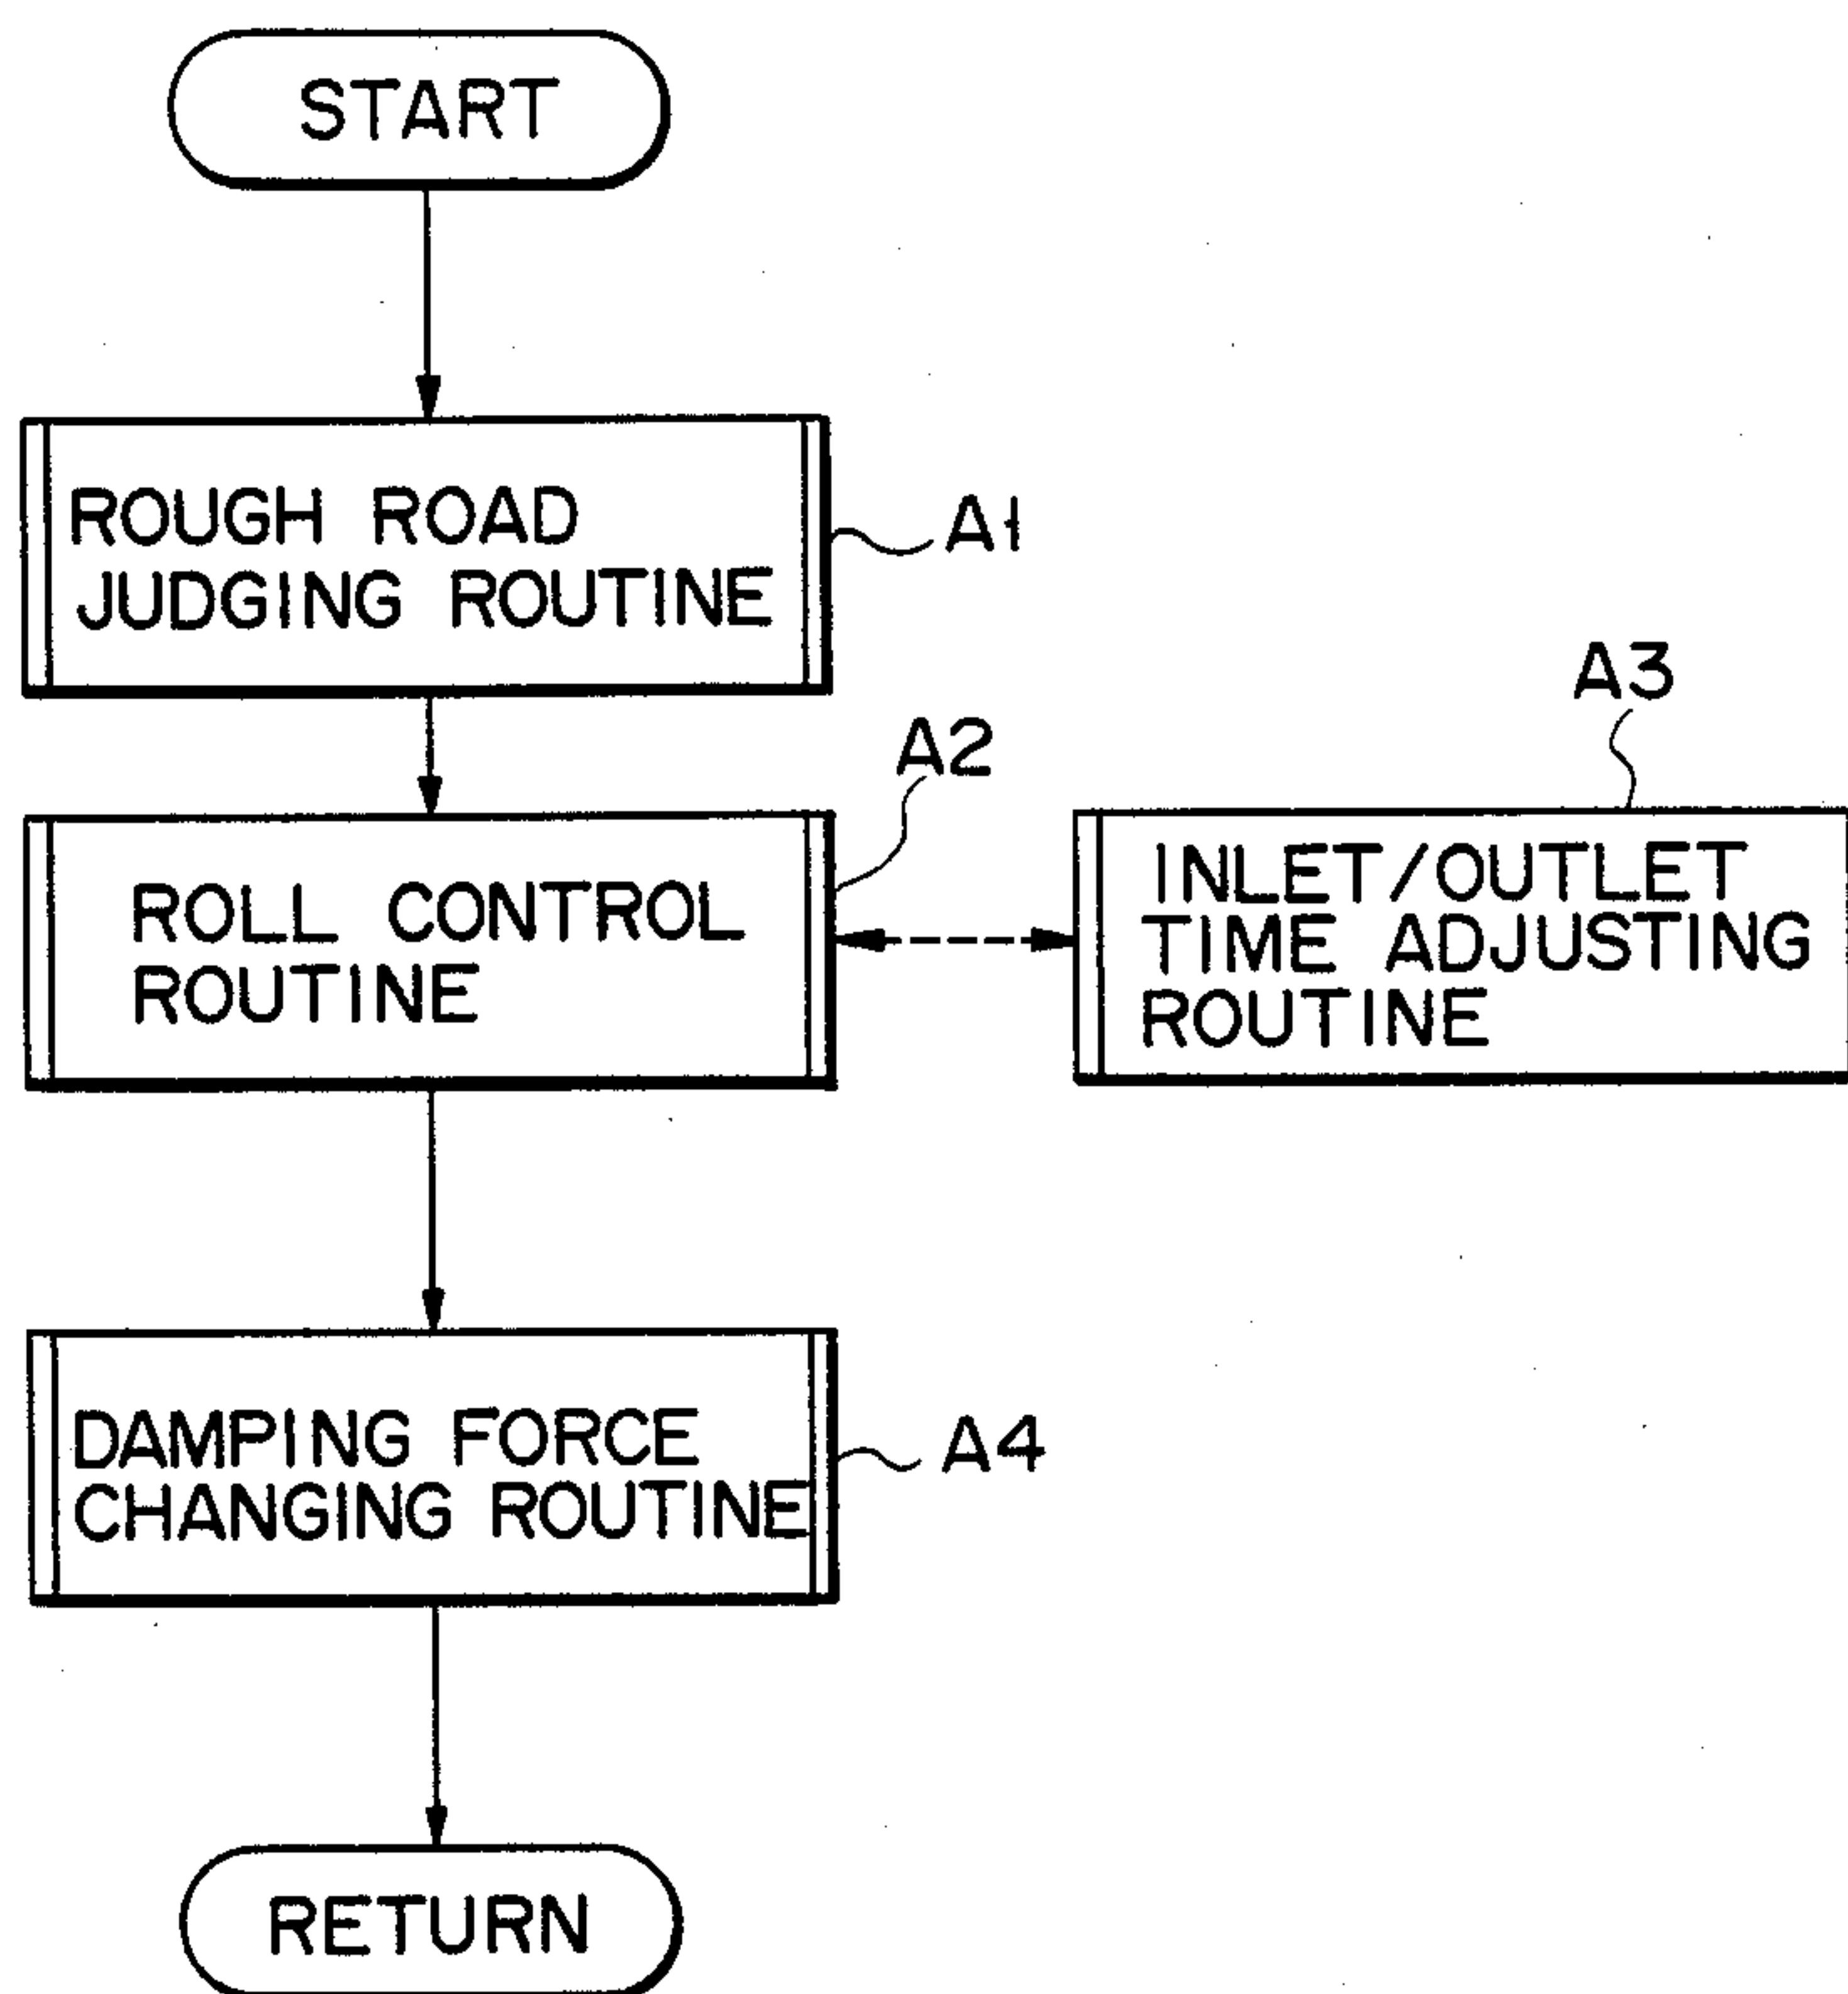 START
ROUGH ROAD
JUDGING ROUTINE
A1
A2
ROLL CONTROL
ROUTINE
A3
INLET/OUTLET
TIME ADJUSTING
ROUTINE
DAMPING FORCE
CHANGING ROUTINE
A4
RETURN